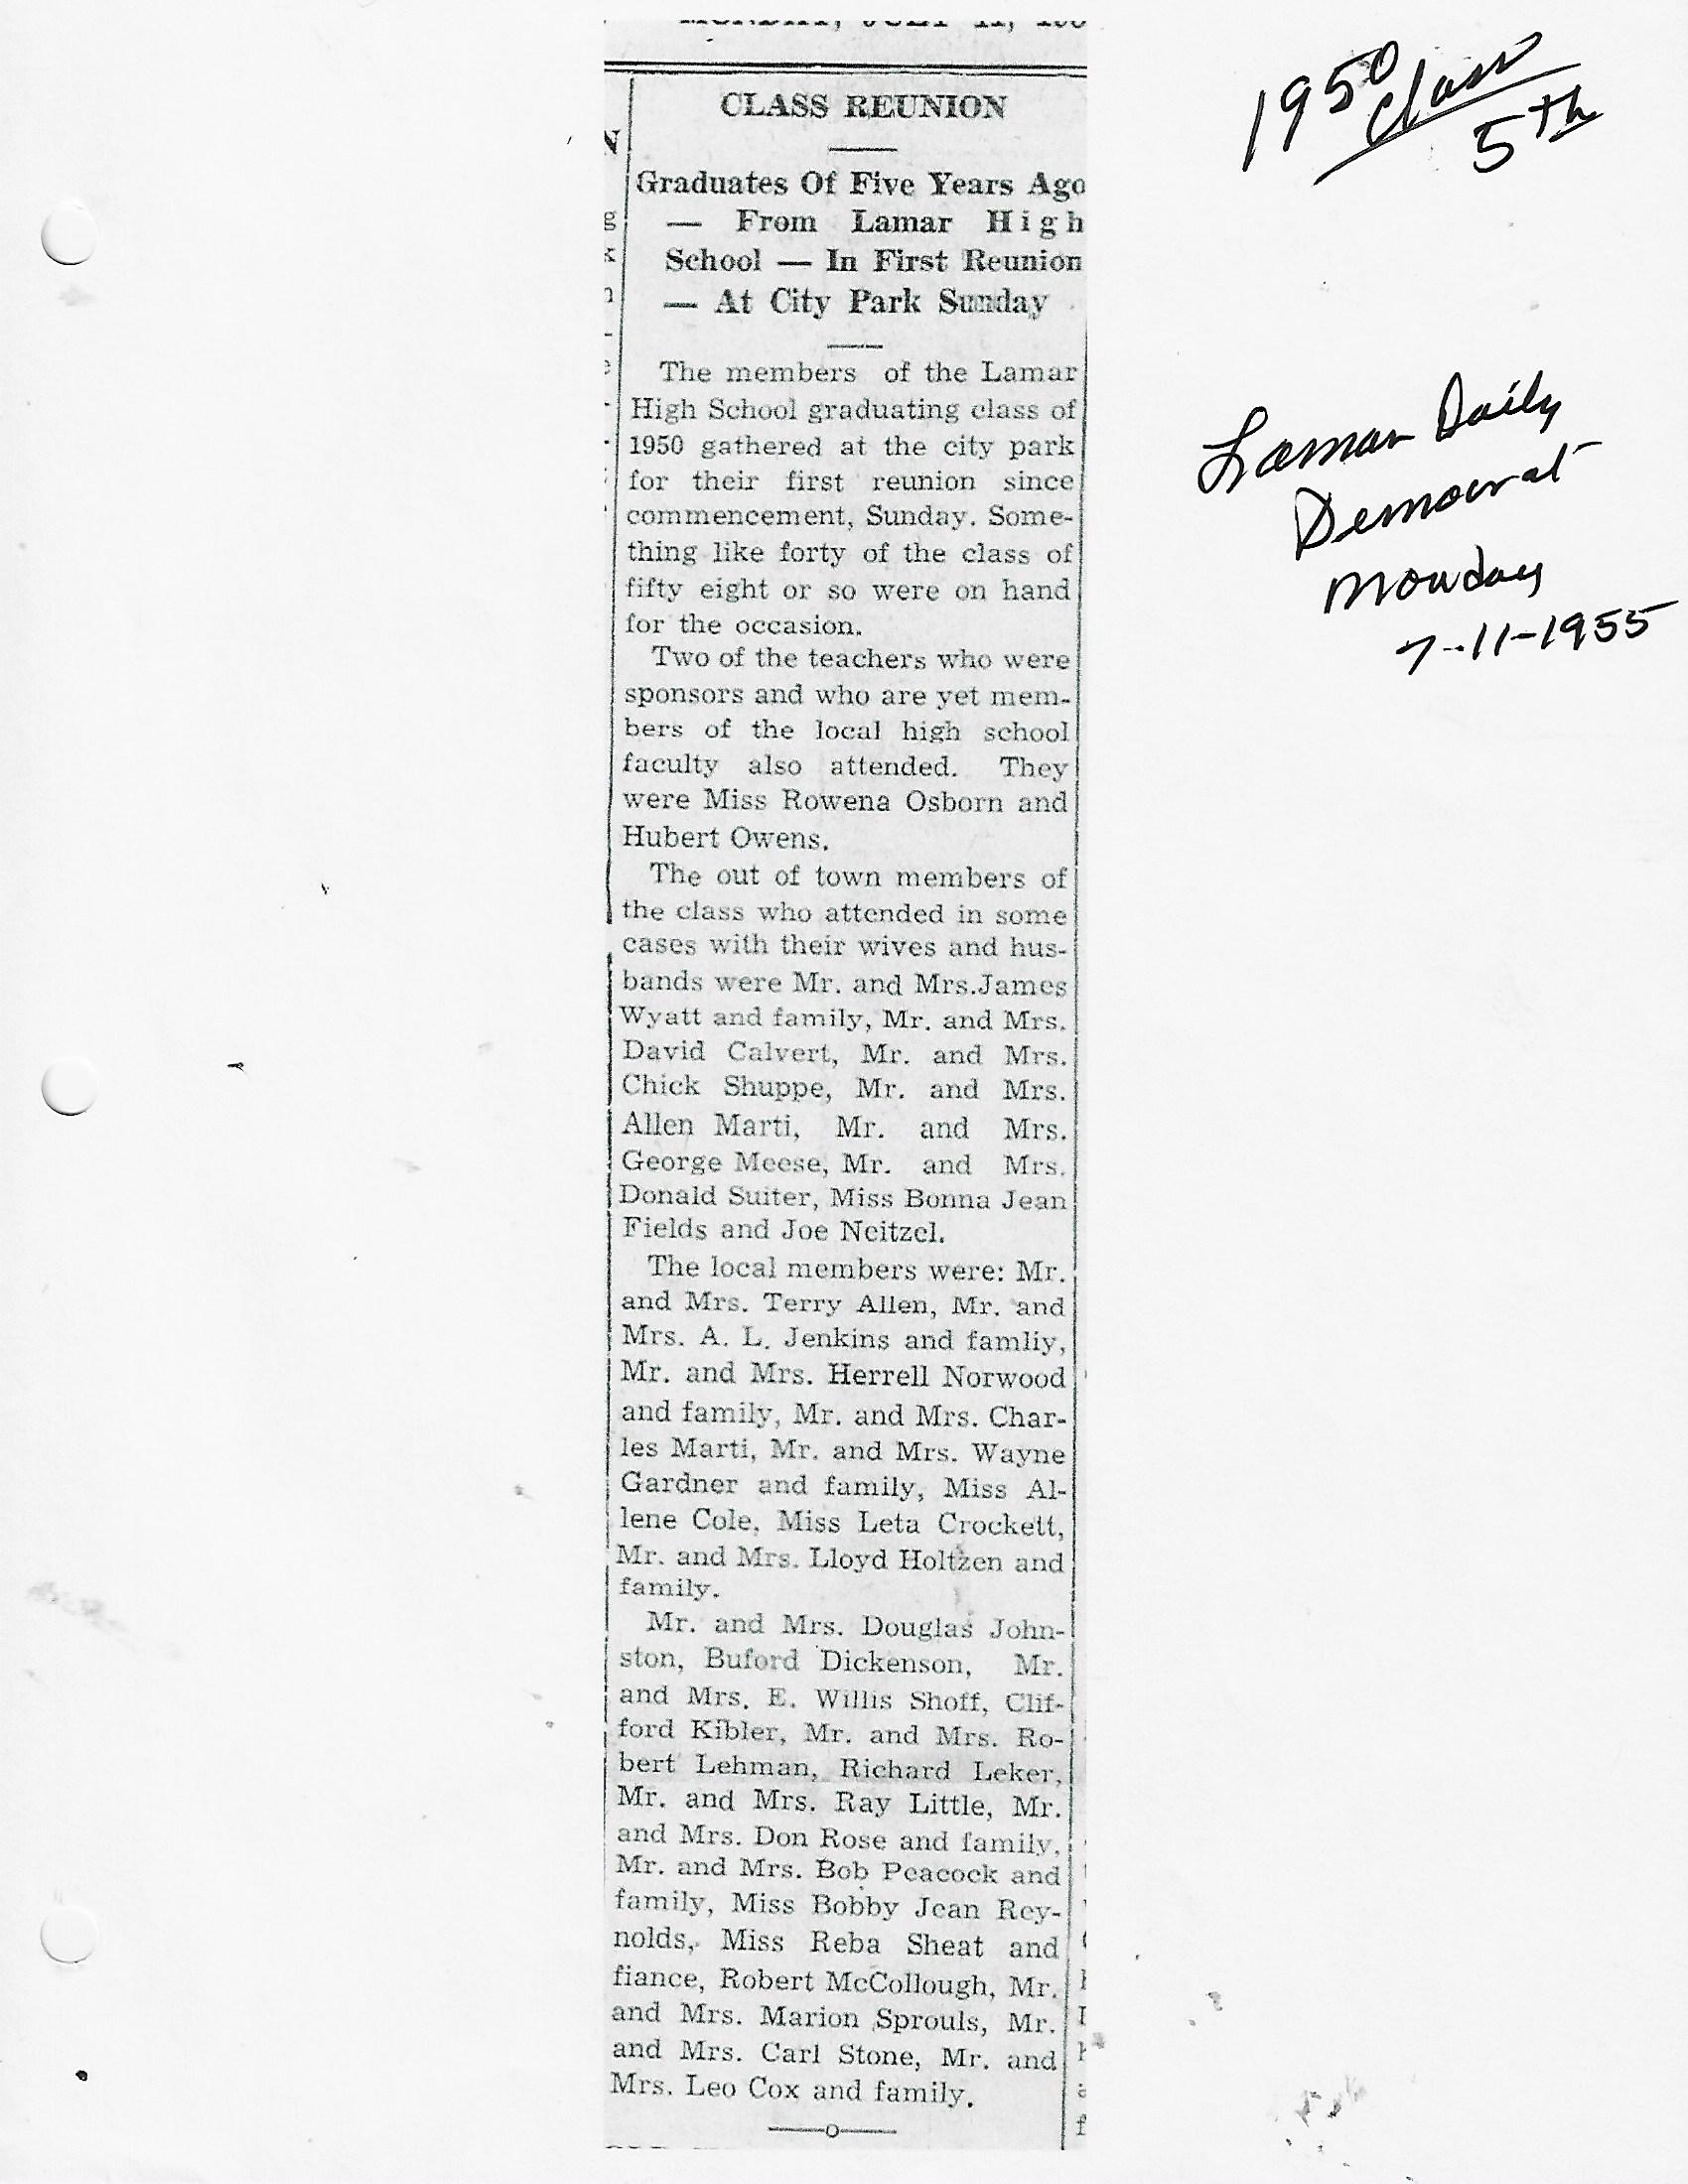 MONDAY, JULY 11, 195
CLASS REUNION
Graduates Of Five Years Ago
— From Lamar High
School — In First Reunion
— At City Park Sunday
The members of the Lamar
High School graduating class of
1950 gathered at the city park
for their first reunion since
commencement, Sunday. Some-
thing like forty of the class of
fifty eight or so were on hand
for the occasion.
Two of the teachers who were
sponsors and who are yet mem-
bers of the local high school
faculty also attended. They
were Miss Rowena Osborn and
Hubert Owens.
The out of town members of
the class who attended in some
cases with their wives and hus-
bands were Mr. and Mrs.James
Wyatt and family, Mr. and Mrs.
David Calvert, Mr. and Mrs.
Chick Shuppe, Mr. and Mrs.
Allen Marti, Mr. and Mrs.
George Meese, Mr. and Mrs.
Donald Suiter, Miss Bonna Jean
Fields and Joe Neitzel.
The local members were: Mr.
and Mrs. Terry Allen, Mr. and
Mrs. A. L. Jenkins and famliy,
Mr. and Mrs. Herrell Norwood
and family, Mr. and Mrs. Char-
les Marti, Mr. and Mrs. Wayne
Gardner and family, Miss Al-
lene Cole, Miss Leta Crockett,
Mr. and Mrs. Lloyd Holtzen and
family.
Mr. and Mrs. Douglas John-
ston, Buford Dickenson, Mr.
and Mrs. E. Willis Shoff, Clif-
ford Kibler, Mr. and Mrs. Ro-
bert Lehman, Richard Leker,
Mr. and Mrs. Ray Little, Mr.
and Mrs. Don Rose and family,
Mr. and Mrs. Bob Peacock and
family, Miss Bobby Jean Rey-
nolds, Miss Reba Sheat and
fiance, Robert McCollough, Mr.
and Mrs. Marion Sprouls, Mr.
and Mrs. Carl Stone, Mr. and
Mrs. Leo Cox and family.
1950
Class
5th
Lamar Daily
Democrat
Monday
7-11-1955